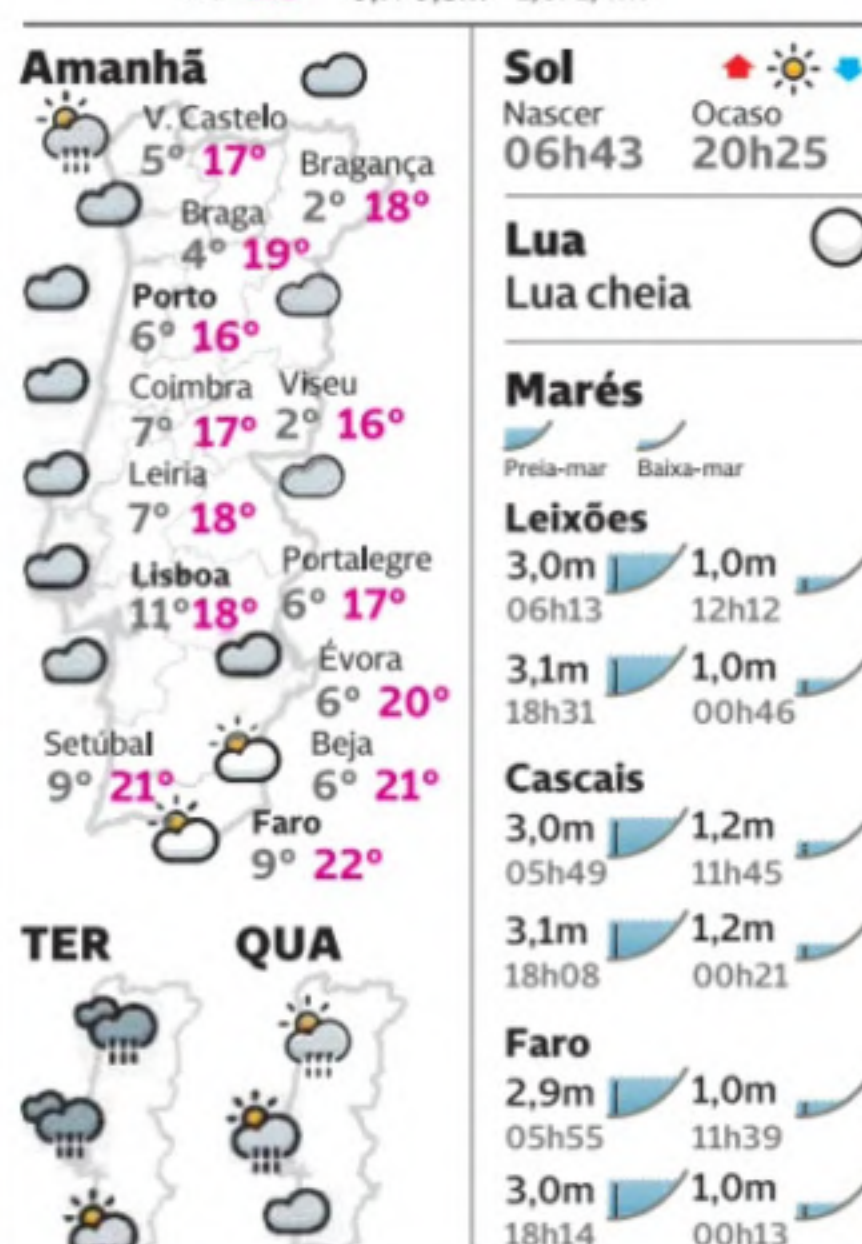 Amanhã
V. Castelo
5° 17°
Bragança
2° 18°
Braga
4° 19°
Porto
6° 16°
Coimbra
7° 17°
Viseu
2° 16°
Leiria
7° 18°
Lisboa
11° 18°
Portalegre
6° 17°
Évora
6° 20°
Setúbal
9° 21°
Beja
6° 21°
Faro
9° 22°
TER QUA
Sol
Nascer Ocaso
06h43 20h25
Lua
Lua cheia
Marés
Preia-mar Baixa-mar
Leixões
3,0m 1,0m
06h13 12h12
3,1m 1,0m
18h31 00h46
Cascais
3,0m 1,2m
05h49 11h45
3,1m 1,2m
18h08 00h21
Faro
2,9m 1,0m
05h55 11h39
3,0m 1,0m
18h14 00h13